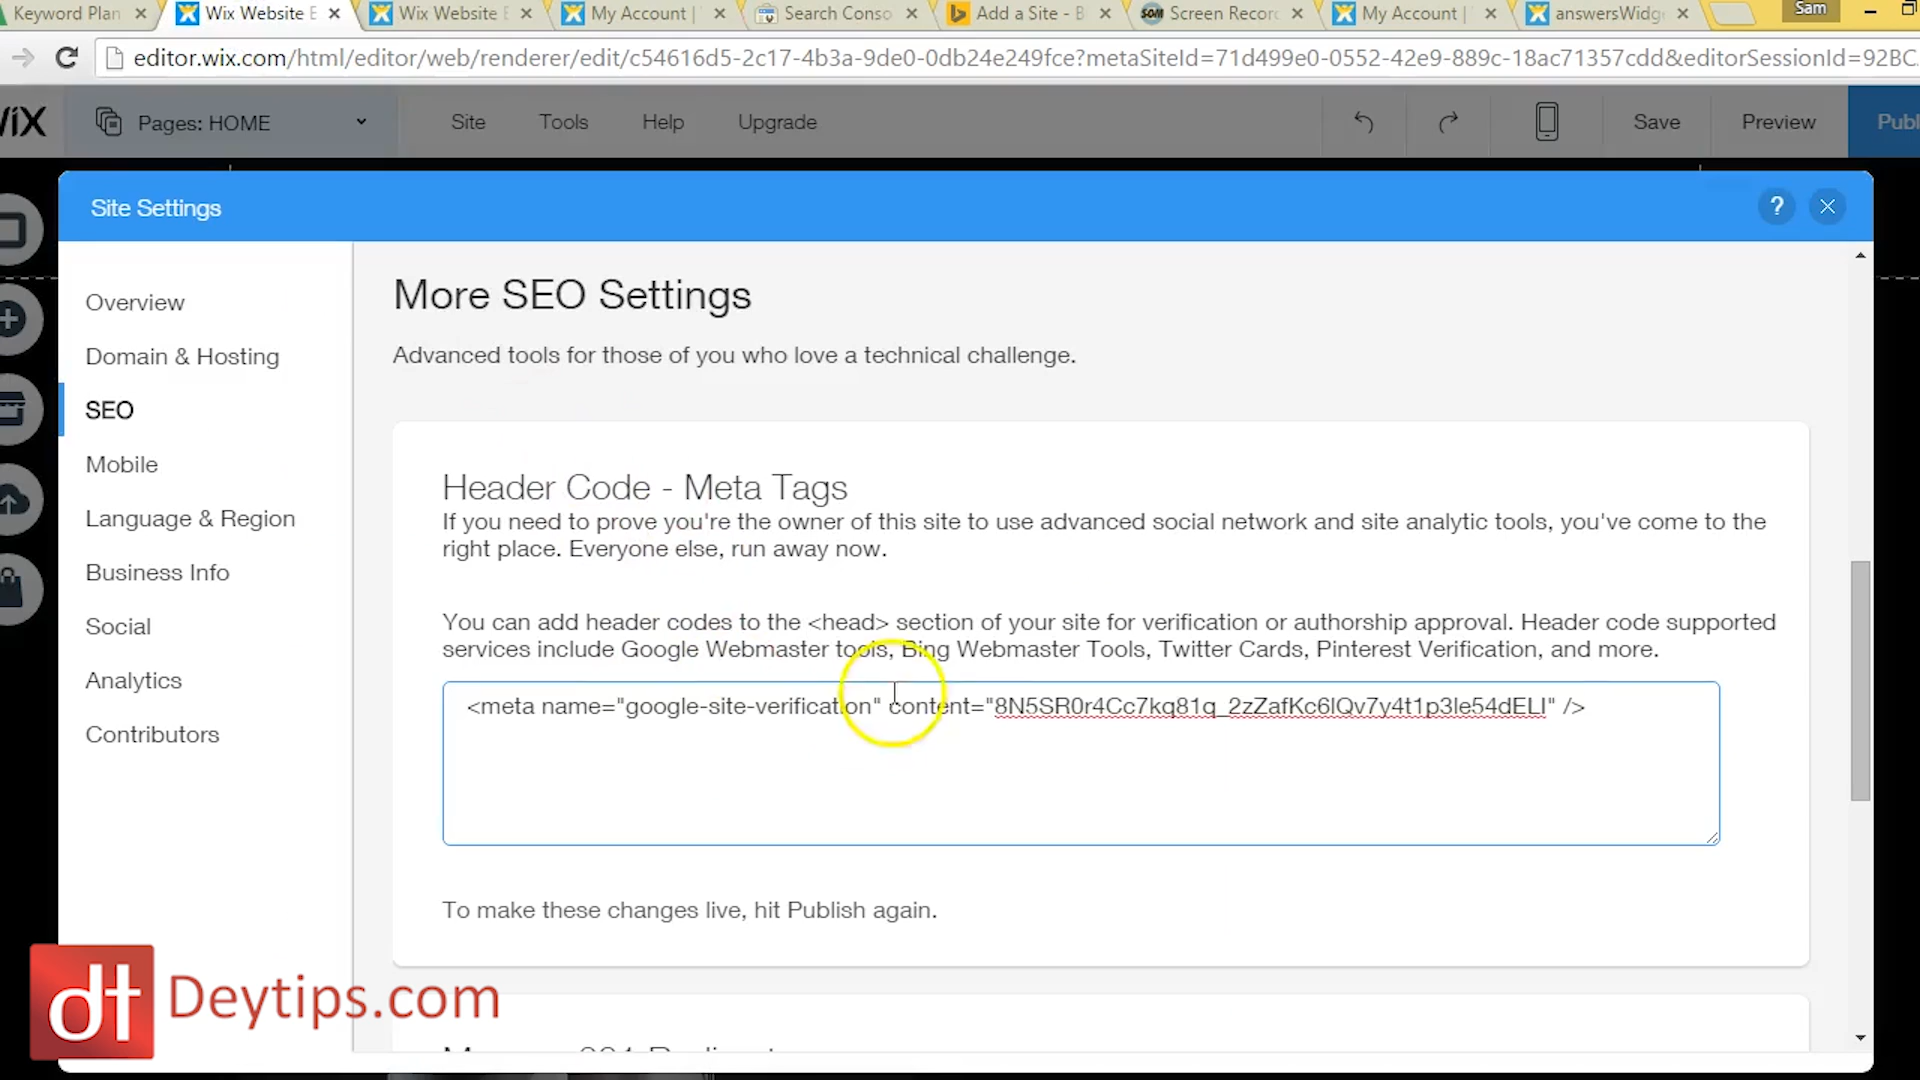 Keyword Plan
Wix Website E
Wix Website E
My Account |
Search Conso
Add a Site - B
Screen Recor
My Account |
answersWidg
Sam
editor.wix.com/html/editor/web/renderer/edit/c54616d5-2c17-4b3a-9de0-0db24e249fce?metaSiteId=71d499e0-0552-42e9-889c-18ac71357cdd&editorSessionId=92BC
WiX
Pages: HOME
Site
Tools
Help
Upgrade
Save
Preview
Publ
Site Settings
?
Overview
Domain & Hosting
SEO
Mobile
Language & Region
Business Info
Social
Analytics
Contributors
More SEO Settings
Advanced tools for those of you who love a technical challenge.
Header Code - Meta Tags
If you need to prove you're the owner of this site to use advanced social network and site analytic tools, you've come to the
right place. Everyone else, run away now.
You can add header codes to the <head> section of your site for verification or authorship approval. Header code supported
services include Google Webmaster tools, Bing Webmaster Tools, Twitter Cards, Pinterest Verification, and more.
<meta name="google-site-verification" content="8N5SR0r4Cc7kq81q_2zZafKc6lQv7y4t1p3le54dELI" />
To make these changes live, hit Publish again.
dt Deytips.com